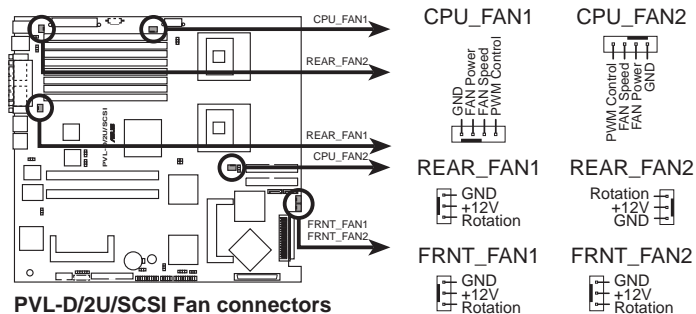 CPU_FAN1
REAR_FAN2
REAR_FAN1
CPU_FAN2
FRNT_FAN1
FRNT_FAN2
PVL-D/2U/SCSI
ASUS
PVL-D/2U/SCSI Fan connectors
CPU_FAN1
GND
FAN Power
FAN Speed
PWM Control
CPU_FAN2
PWM Control
FAN Speed
FAN Power
GND
REAR_FAN1
GND
+12V
Rotation
REAR_FAN2
Rotation
+12V
GND
FRNT_FAN1
GND
+12V
Rotation
FRNT_FAN2
GND
+12V
Rotation